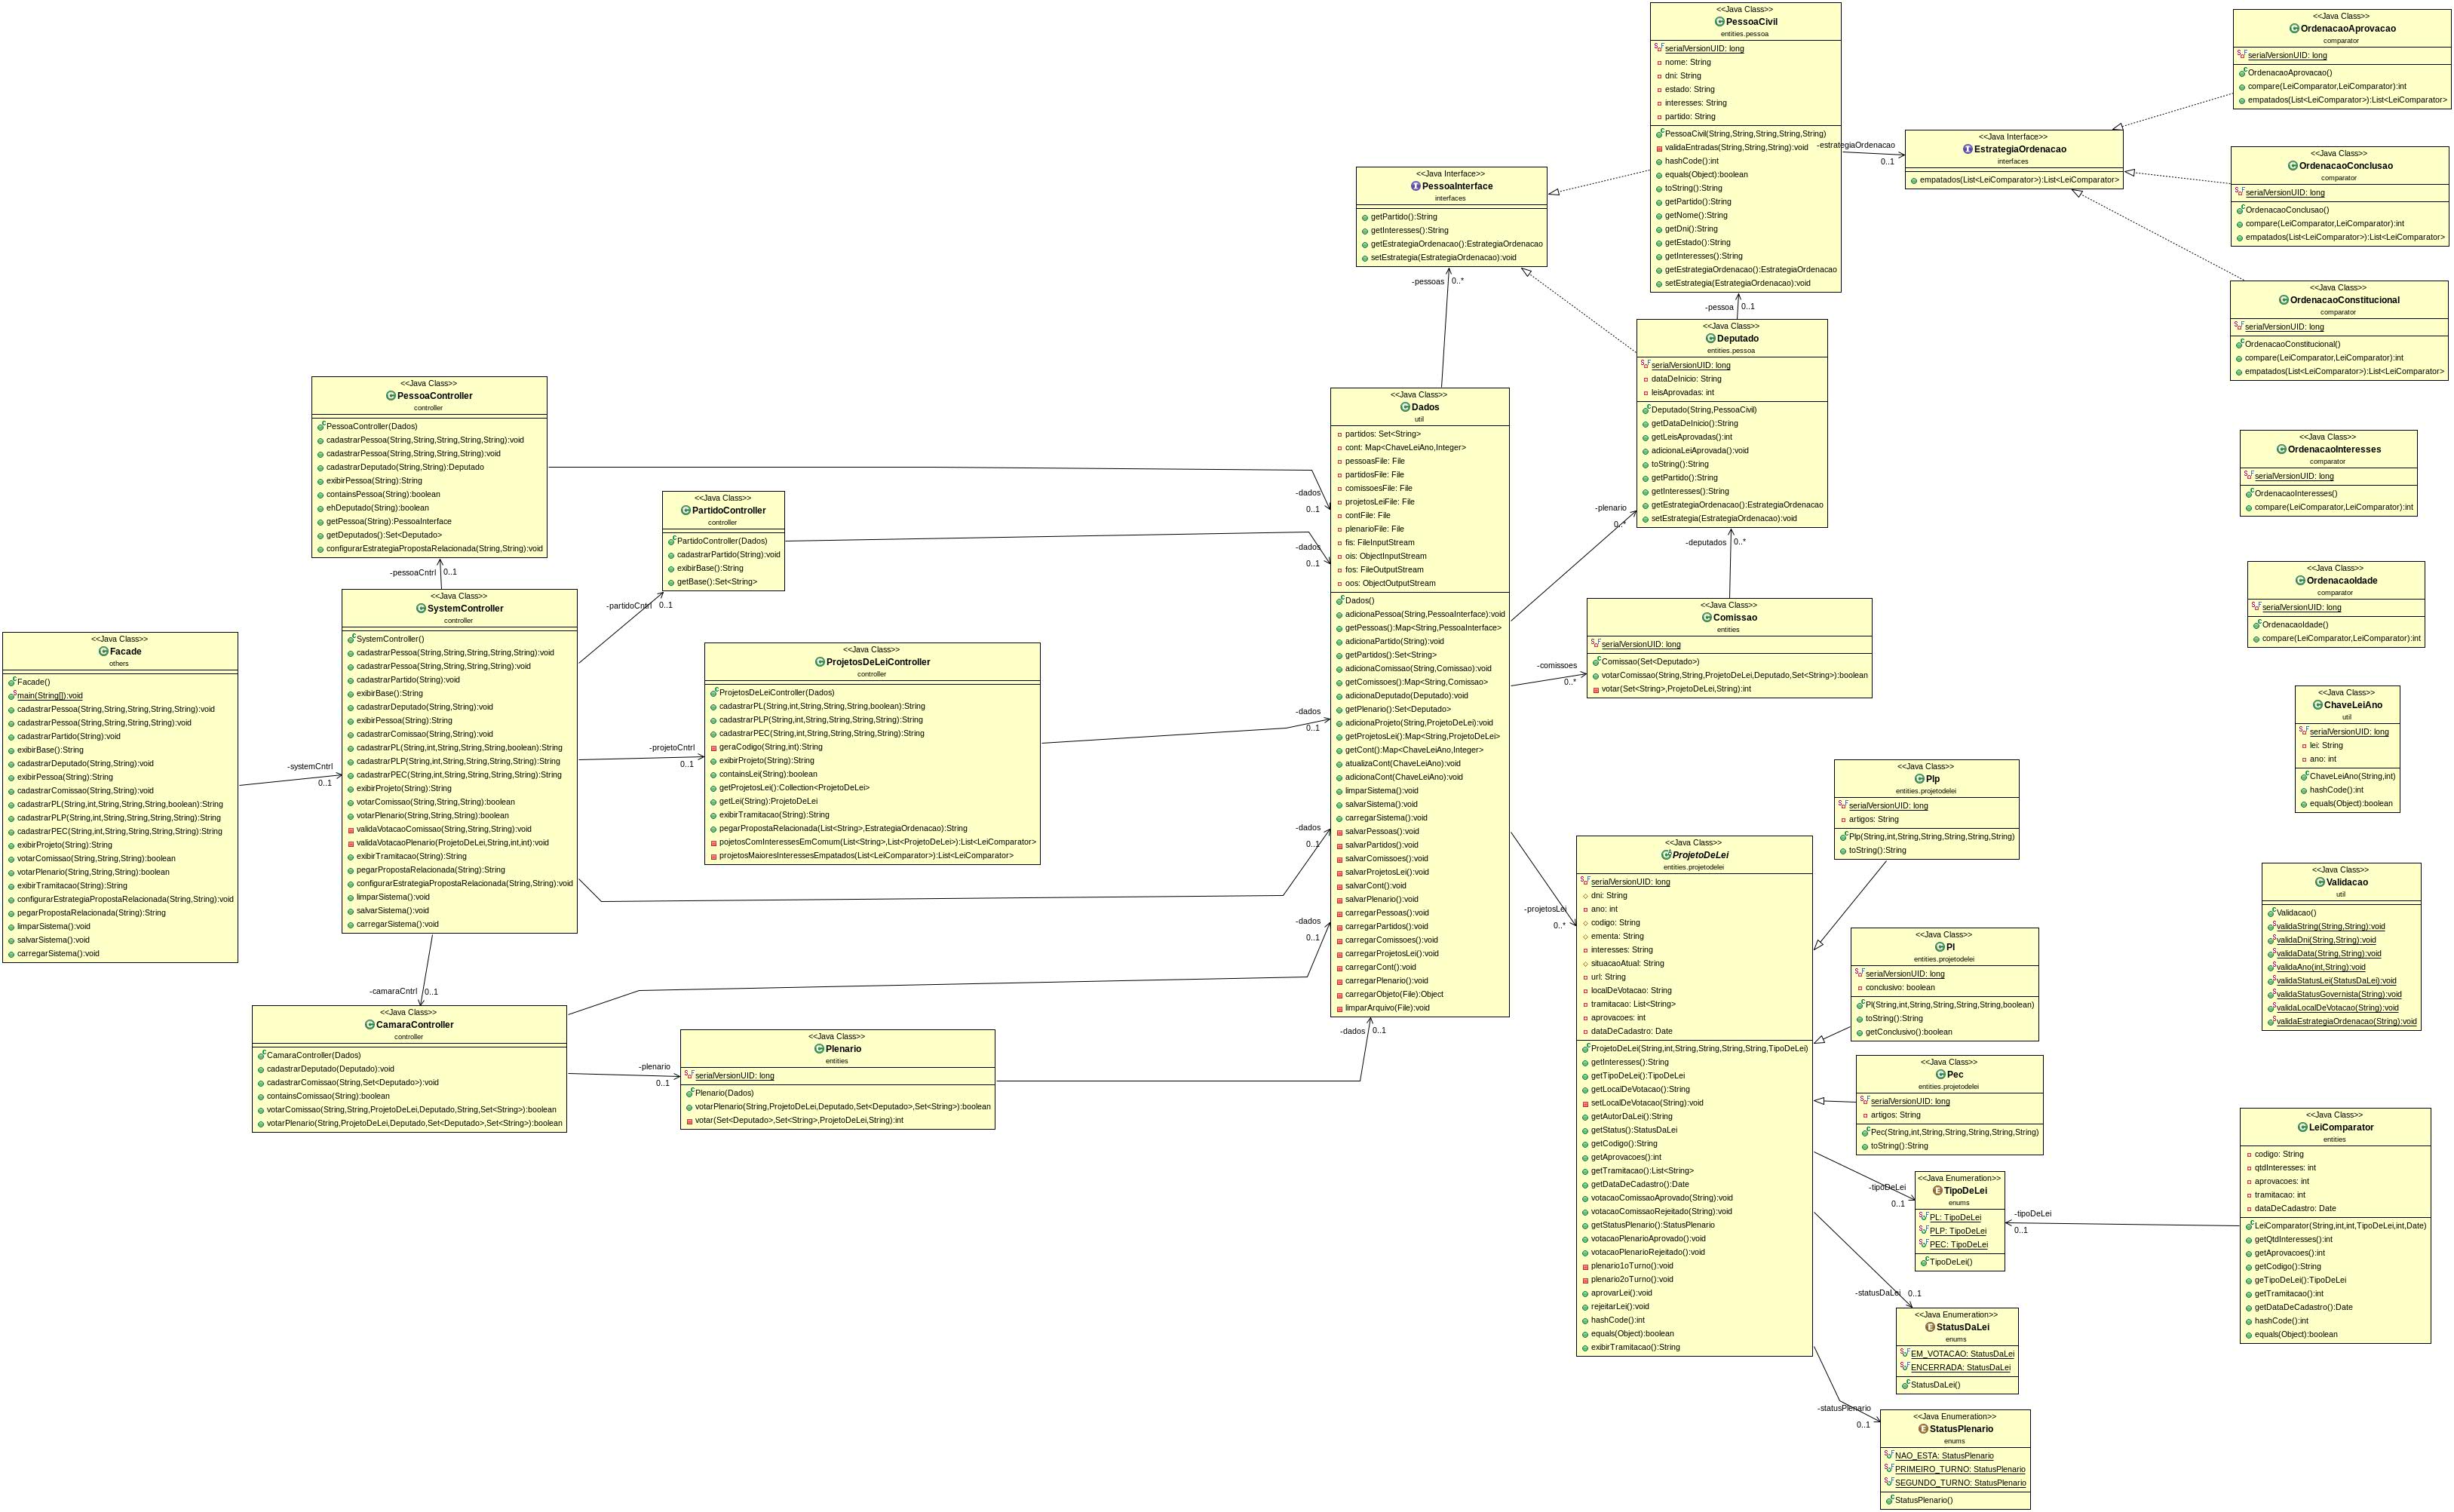 <<Java Class>>
PessoaCivil
entities.pessoa
serialVersionUID: long
nome: String
dni: String
estado: String
interesses: String
partido: String
PessoaCivil(String,String,String,String,String)
validaEntradas(String,String,String):void
hashCode():int
equals(Object):boolean
toString():String
getPartido():String
getNome():String
getDni():String
getEstado():String
getInteresses():String
getEstrategiaOrdenacao():EstrategiaOrdenacao
setEstrategia(EstrategiaOrdenacao):void
-estrategiaOrdenacao
0..1
<<Java Interface>>
EstrategiaOrdenacao
interfaces
empatados(List<LeiComparator>):List<LeiComparator>
<<Java Class>>
OrdenacaoAprovacao
comparator
serialVersionUID: long
OrdenacaoAprovacao()
compare(LeiComparator,LeiComparator):int
empatados(List<LeiComparator>):List<LeiComparator>
<<Java Class>>
OrdenacaoConclusao
comparator
serialVersionUID: long
OrdenacaoConclusao()
compare(LeiComparator,LeiComparator):int
empatados(List<LeiComparator>):List<LeiComparator>
<<Java Class>>
OrdenacaoConstitucional
comparator
serialVersionUID: long
OrdenacaoConstitucional()
compare(LeiComparator,LeiComparator):int
empatados(List<LeiComparator>):List<LeiComparator>
<<Java Interface>>
PessoaInterface
interfaces
getPartido():String
getInteresses():String
getEstrategiaOrdenacao():EstrategiaOrdenacao
setEstrategia(EstrategiaOrdenacao):void
-pessoas
0..*
-pessoa
0..1
<<Java Class>>
Deputado
entities.pessoa
serialVersionUID: long
dataDeInicio: String
leisAprovadas: int
Deputado(String,PessoaCivil)
getDataDeInicio():String
getLeisAprovadas():int
adicionaLeiAprovada():void
toString():String
getPartido():String
getInteresses():String
getEstrategiaOrdenacao():EstrategiaOrdenacao
setEstrategia(EstrategiaOrdenacao):void
-deputados
0..*
<<Java Class>>
PessoaController
controller
PessoaController(Dados)
cadastrarPessoa(String,String,String,String,String):void
cadastrarPessoa(String,String,String,String):void
cadastrarDeputado(String,String):Deputado
exibirPessoa(String):String
containsPessoa(String):boolean
ehDeputado(String):boolean
getPessoa(String):PessoaInterface
getDeputados():Set<Deputado>
configurarEstrategiaPropostaRelacionada(String,String):void
-dados
0..1
-pessoaCntrl
0..1
<<Java Class>>
PartidoController
controller
PartidoController(Dados)
cadastrarPartido(String):void
exibirBase():String
getBase():Set<String>
-dados
0..1
-partidoCntrl
0..1
<<Java Class>>
Dados
util
partidos: Set<String>
cont: Map<ChaveLeiAno,Integer>
pessoasFile: File
partidosFile: File
comissoesFile: File
projetosLeiFile: File
contFile: File
plenarioFile: File
fis: FileInputStream
ois: ObjectInputStream
fos: FileOutputStream
oos: ObjectOutputStream
Dados()
adicionaPessoa(String,PessoaInterface):void
getPessoas():Map<String,PessoaInterface>
adicionaPartido(String):void
getPartidos():Set<String>
adicionaComissao(String,Comissao):void
getComissoes():Map<String,Comissao>
adicionaDeputado(Deputado):void
getPlenario():Set<Deputado>
adicionaProjeto(String,ProjetoDeLei):void
getProjetosLei():Map<String,ProjetoDeLei>
getCont():Map<ChaveLeiAno,Integer>
atualizaCont(ChaveLeiAno):void
adicionaCont(ChaveLeiAno):void
limparSistema():void
salvarSistema():void
carregarSistema():void
salvarPessoas():void
salvarPartidos():void
salvarComissoes():void
salvarProjetosLei():void
salvarCont():void
salvarPlenario():void
carregarPessoas():void
carregarPartidos():void
carregarComissoes():void
carregarProjetosLei():void
carregarCont():void
carregarPlenario():void
carregarObjeto(File):Object
limparArquivo(File):void
-plenario
0..*
-comissoes
0..*
-projetosLei
0..*
<<Java Class>>
Comissao
entities
serialVersionUID: long
Comissao(Set<Deputado>)
votarComissao(String,String,ProjetoDeLei,Deputado,Set<String>):boolean
votar(Set<String>,ProjetoDeLei,String):int
<<Java Class>>
OrdenacaoInteresses
comparator
serialVersionUID: long
OrdenacaoInteresses()
compare(LeiComparator,LeiComparator):int
<<Java Class>>
OrdenacaoIdade
comparator
serialVersionUID: long
OrdenacaoIdade()
compare(LeiComparator,LeiComparator):int
<<Java Class>>
ChaveLeiAno
util
serialVersionUID: long
lei: String
ano: int
ChaveLeiAno(String,int)
hashCode():int
equals(Object):boolean
<<Java Class>>
Validacao
util
Validacao()
validaString(String,String):void
validaDni(String,String):void
validaData(String,String):void
validaAno(int,String):void
validaStatusLei(StatusDaLei):void
validaStatusGovernista(String):void
validaLocalDeVotacao(String):void
validaEstrategiaOrdenacao(String):void
<<Java Class>>
Facade
others
Facade()
main(String[]):void
cadastrarPessoa(String,String,String,String,String):void
cadastrarPessoa(String,String,String,String):void
cadastrarPartido(String):void
exibirBase():String
cadastrarDeputado(String,String):void
exibirPessoa(String):String
cadastrarComissao(String,String):void
cadastrarPL(String,int,String,String,String,boolean):String
cadastrarPLP(String,int,String,String,String,String):String
cadastrarPEC(String,int,String,String,String,String):String
exibirProjeto(String):String
votarComissao(String,String,String):boolean
votarPlenario(String,String,String):boolean
exibirTramitacao(String):String
configurarEstrategiaPropostaRelacionada(String,String):void
pegarPropostaRelacionada(String):String
limparSistema():void
salvarSistema():void
carregarSistema():void
-systemCntrl
0..1
<<Java Class>>
SystemController
controller
SystemController()
cadastrarPessoa(String,String,String,String,String):void
cadastrarPessoa(String,String,String,String):void
cadastrarPartido(String):void
exibirBase():String
cadastrarDeputado(String,String):void
exibirPessoa(String):String
cadastrarComissao(String,String):void
cadastrarPL(String,int,String,String,String,boolean):String
cadastrarPLP(String,int,String,String,String,String):String
cadastrarPEC(String,int,String,String,String,String):String
exibirProjeto(String):String
votarComissao(String,String,String):boolean
votarPlenario(String,String,String):boolean
validaVotacaoComissao(String,String,String):void
validaVotacaoPlenario(ProjetoDeLei,String,int,int):void
exibirTramitacao(String):String
pegarPropostaRelacionada(String):String
configurarEstrategiaPropostaRelacionada(String,String):void
limparSistema():void
salvarSistema():void
carregarSistema():void
-projetoCntrl
0..1
<<Java Class>>
ProjetosDeLeiController
controller
ProjetosDeLeiController(Dados)
cadastrarPL(String,int,String,String,String,boolean):String
cadastrarPLP(String,int,String,String,String,String):String
cadastrarPEC(String,int,String,String,String,String):String
geraCodigo(String,int):String
exibirProjeto(String):String
containsLei(String):boolean
getProjetosLei():Collection<ProjetoDeLei>
getLei(String):ProjetoDeLei
exibirTramitacao(String):String
pegarPropostaRelacionada(List<String>,EstrategiaOrdenacao):String
projetosComInteressesEmComum(List<String>,List<ProjetoDeLei>):List<LeiComparator>
projetosMaioresInteressesEmpatados(List<LeiComparator>):List<LeiComparator>
-dados
0..1
-dados
0..1
-dados
0..1
-camaraCntrl
0..1
<<Java Class>>
CamaraController
controller
CamaraController(Dados)
cadastrarDeputado(Deputado):void
cadastrarComissao(String,Set<Deputado>):void
containsComissao(String):boolean
votarComissao(String,String,ProjetoDeLei,Deputado,String,Set<String>):boolean
votarPlenario(String,ProjetoDeLei,Deputado,Set<Deputado>,Set<String>):boolean
-plenario
0..1
<<Java Class>>
Plenario
entities
serialVersionUID: long
Plenario(Dados)
votarPlenario(String,ProjetoDeLei,Deputado,Set<Deputado>,Set<String>):boolean
votar(Set<Deputado>,Set<String>,ProjetoDeLei,String):int
-dados
0..1
<<Java Class>>
ProjetoDeLei
entities.projetodelei
serialVersionUID: long
dni: String
ano: int
codigo: String
ementa: String
interesses: String
situacaoAtual: String
url: String
localDeVotacao: String
tramitacao: List<String>
aprovacoes: int
dataDeCadastro: Date
ProjetoDeLei(String,int,String,String,String,String,TipoDeLei)
getInteresses():String
getTipoDeLei():TipoDeLei
getLocalDeVotacao():String
setLocalDeVotacao(String):void
getAutorDaLei():String
getStatus():StatusDaLei
getCodigo():String
getAprovacoes():int
getTramitacao():List<String>
getDataDeCadastro():Date
votacaoComissaoAprovado(String):void
votacaoComissaoRejeitado(String):void
getStatusPlenario():StatusPlenario
votacaoPlenarioAprovado():void
votacaoPlenarioRejeitado():void
plenario1oTurno():void
plenario2oTurno():void
aprovarLei():void
rejeitarLei():void
hashCode():int
equals(Object):boolean
exibirTramitacao():String
<<Java Class>>
Plp
entities.projetodelei
serialVersionUID: long
artigos: String
Plp(String,int,String,String,String,String,String)
toString():String
<<Java Class>>
Pl
entities.projetodelei
serialVersionUID: long
conclusivo: boolean
Pl(String,int,String,String,String,String,boolean)
toString():String
getConclusivo():boolean
<<Java Class>>
Pec
entities.projetodelei
serialVersionUID: long
artigos: String
Pec(String,int,String,String,String,String,String)
toString():String
-tipoDeLei
0..1
<<Java Enumeration>>
TipoDeLei
enums
PL: TipoDeLei
PLP: TipoDeLei
PEC: TipoDeLei
TipoDeLei()
-tipoDeLei
0..1
<<Java Class>>
LeiComparator
entities
codigo: String
qtdInteresses: int
aprovacoes: int
tramitacao: int
dataDeCadastro: Date
LeiComparator(String,int,int,TipoDeLei,int,Date)
getQtdInteresses():int
getAprovacoes():int
getCodigo():String
geTipoDeLei():TipoDeLei
getTramitacao():int
getDataDeCadastro():Date
hashCode():int
equals(Object):boolean
-statusDaLei
0..1
<<Java Enumeration>>
StatusDaLei
enums
EM_VOTACAO: StatusDaLei
ENCERRADA: StatusDaLei
StatusDaLei()
-statusPlenario
0..1
<<Java Enumeration>>
StatusPlenario
enums
NAO_ESTA: StatusPlenario
PRIMEIRO_TURNO: StatusPlenario
SEGUNDO_TURNO: StatusPlenario
StatusPlenario()